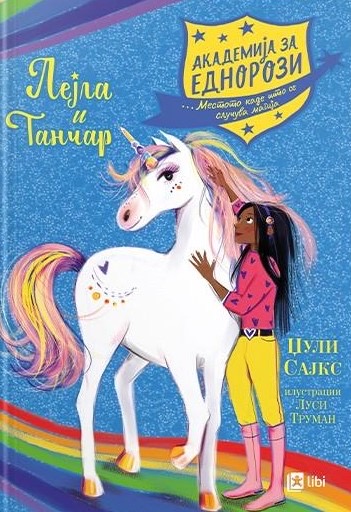 Лејла
и
Танчар
АКАДЕМИЈА ЗА
ЕДНОРОЗИ
...Местото каде што се
случува магија
ЏУЛИ
САЈКС
илустрации
ЛУСИ
ТРУМАН
libi